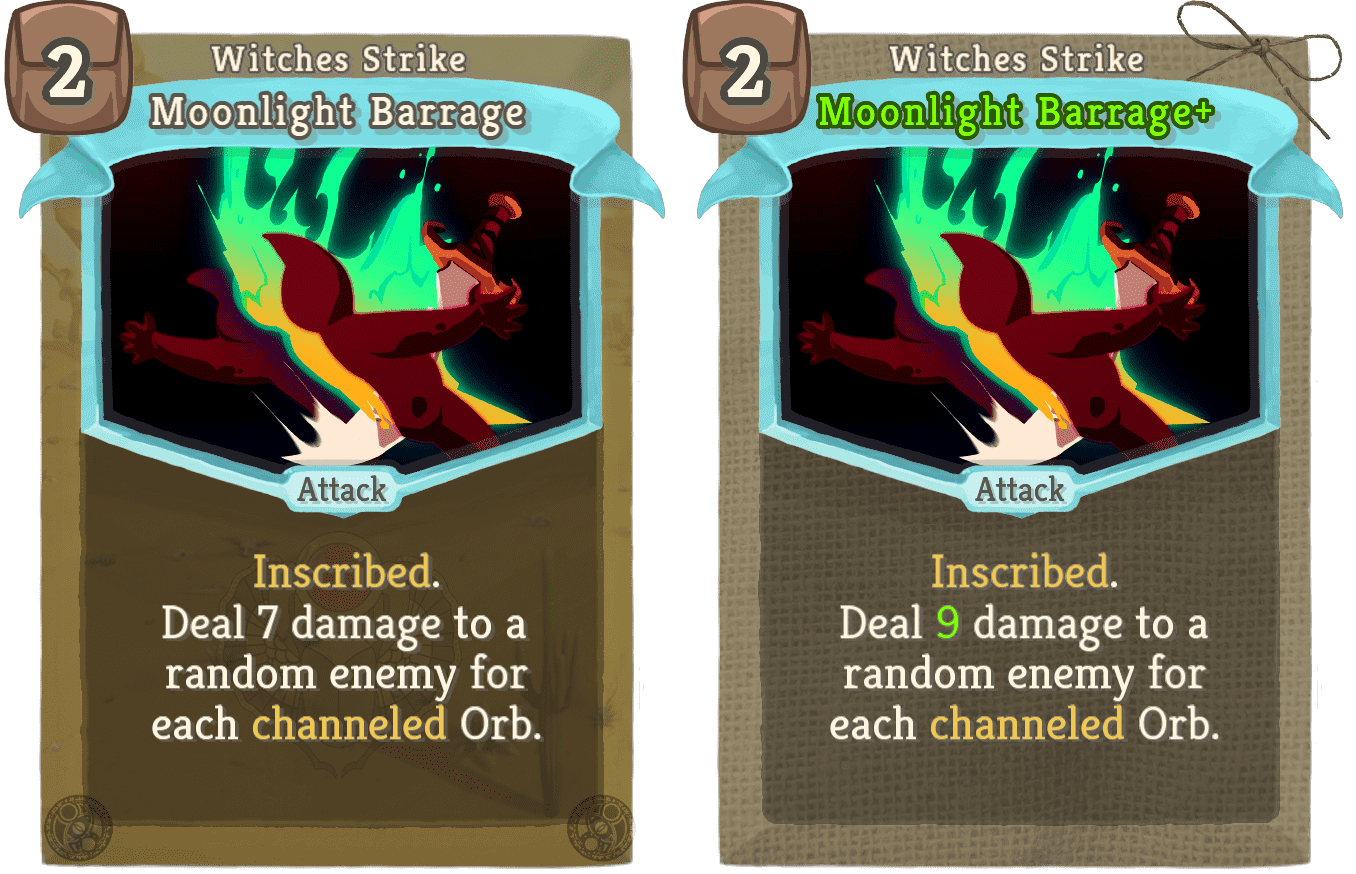 2
Witches Strike
Moonlight Barrage
Attack
Inscribed.
Deal 7 damage to a
random enemy for
each channeled Orb.
2
Witches Strike
Moonlight Barrage+
Attack
Inscribed.
Deal 9 damage to a
random enemy for
each channeled Orb.